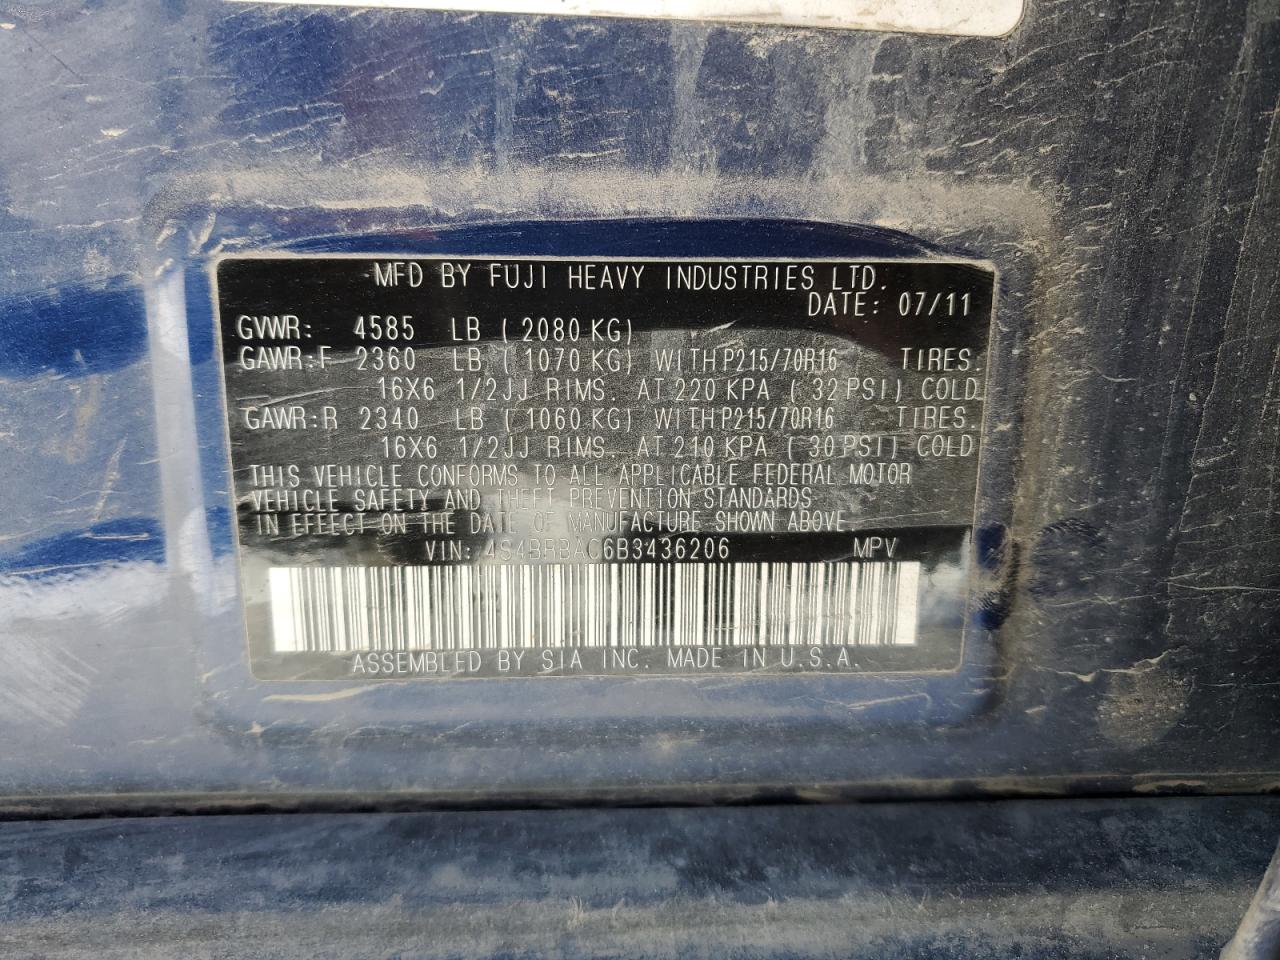 MFD BY FUJI HEAVY INDUSTRIES LTD.
DATE: 07/11
GVWR: 4585 LB (2080 KG)
GAWR:F 2360 LB (1070 KG) WITH P215/70R16 TIRES.
16X6 1/2JJ RIMS. AT 220 KPA (32 PSI) COLD
GAWR:R 2340 LB (1060 KG) WITH P215/70R16 TIRES.
16X6 1/2JJ RIMS. AT 210 KPA (30 PSI) COLD
THIS VEHICLE CONFORMS TO ALL APPLICABLE FEDERAL MOTOR
VEHICLE SAFETY AND THEFT PREVENTION STANDARDS
IN EFFECT ON THE DATE OF MANUFACTURE SHOWN ABOVE.
VIN: 4S4BRBAC6B3436206 MPV
ASSEMBLED BY SIA INC. MADE IN U.S.A.